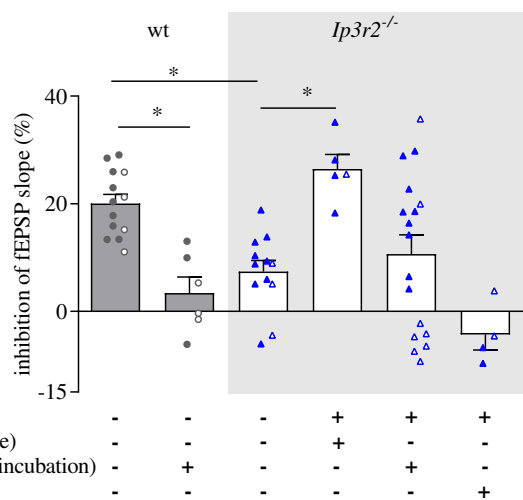 wt Ip3r2-/-
* * *
inhibition of fEPSP slope (%)
40
20
0
-15
- - - + + +
e) - - - + - -
incubation) - + - - + -
- - - - - +